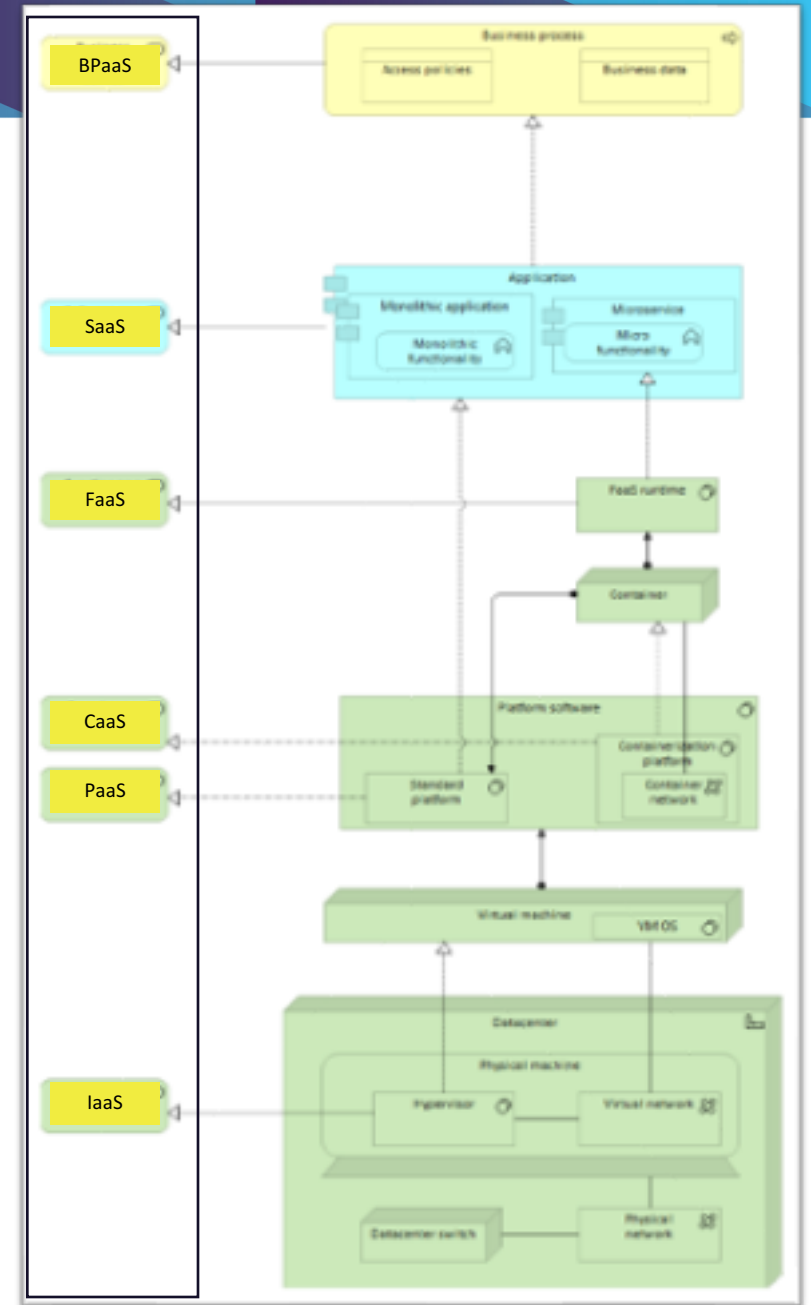 BPaaS
Business process
Access policies
Business data
SaaS
Application
Monolithic application
Monolithic
functionality
Microservice
Micro
functionality
FaaS
FaaS runtime
Container
CaaS
PaaS
Platform software
Containerization
platform
Standard
platform
Container
network
Virtual machine
VM OS
Datacenter
Physical machine
IaaS
Hypervisor
Virtual network
Datacenter switch
Physical
network